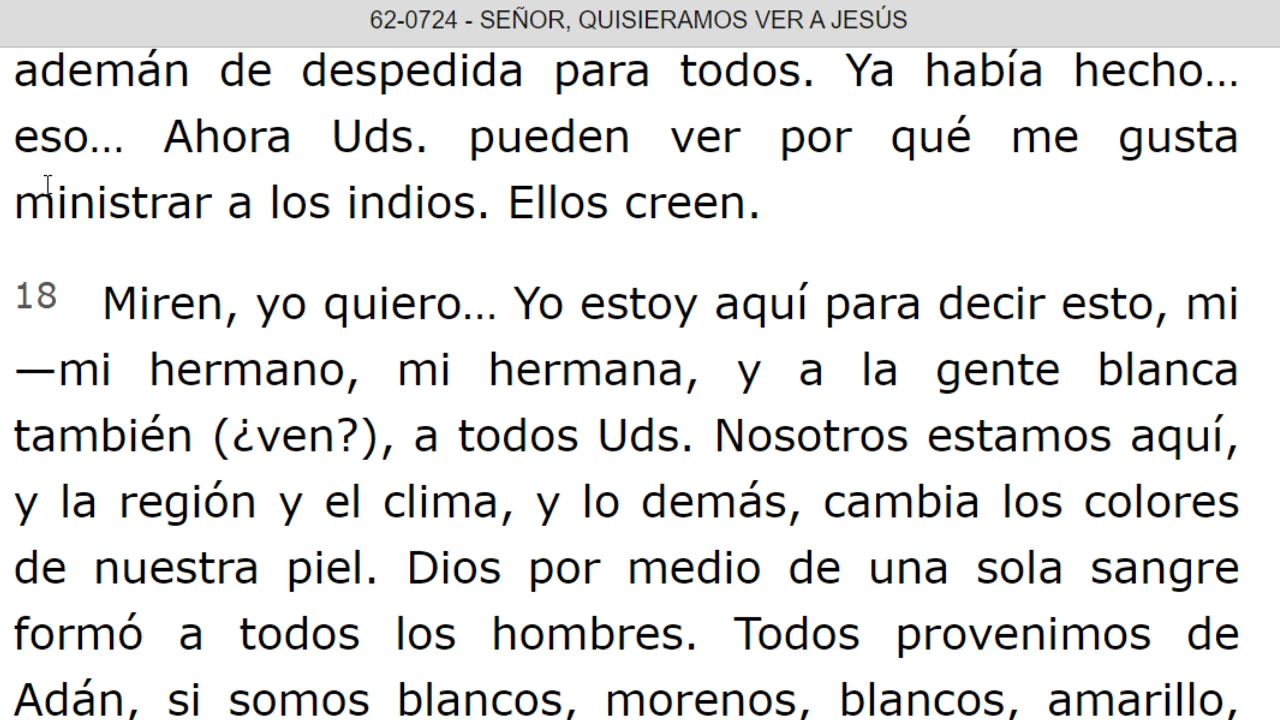 62-0724 - SEÑOR, QUISIERAMOS VER A JESÚS
ademán de despedida para todos. Ya había hecho…
eso… Ahora Uds. pueden ver por qué me gusta
ministrar a los indios. Ellos creen.
18 Miren, yo quiero… Yo estoy aquí para decir esto, mi
—mi hermano, mi hermana, y a la gente blanca
también (¿ven?), a todos Uds. Nosotros estamos aquí,
y la región y el clima, y lo demás, cambia los colores
de nuestra piel. Dios por medio de una sola sangre
formó a todos los hombres. Todos provenimos de
Adán, si somos blancos, morenos, blancos, amarillo,